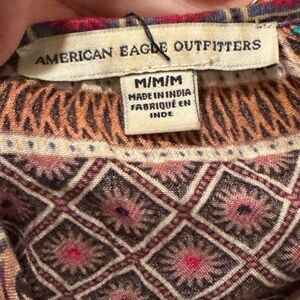 AMERICAN EAGLE OUTFITTERS
M/M/M
MADE IN INDIA
FABRIQUÉ EN
INDE